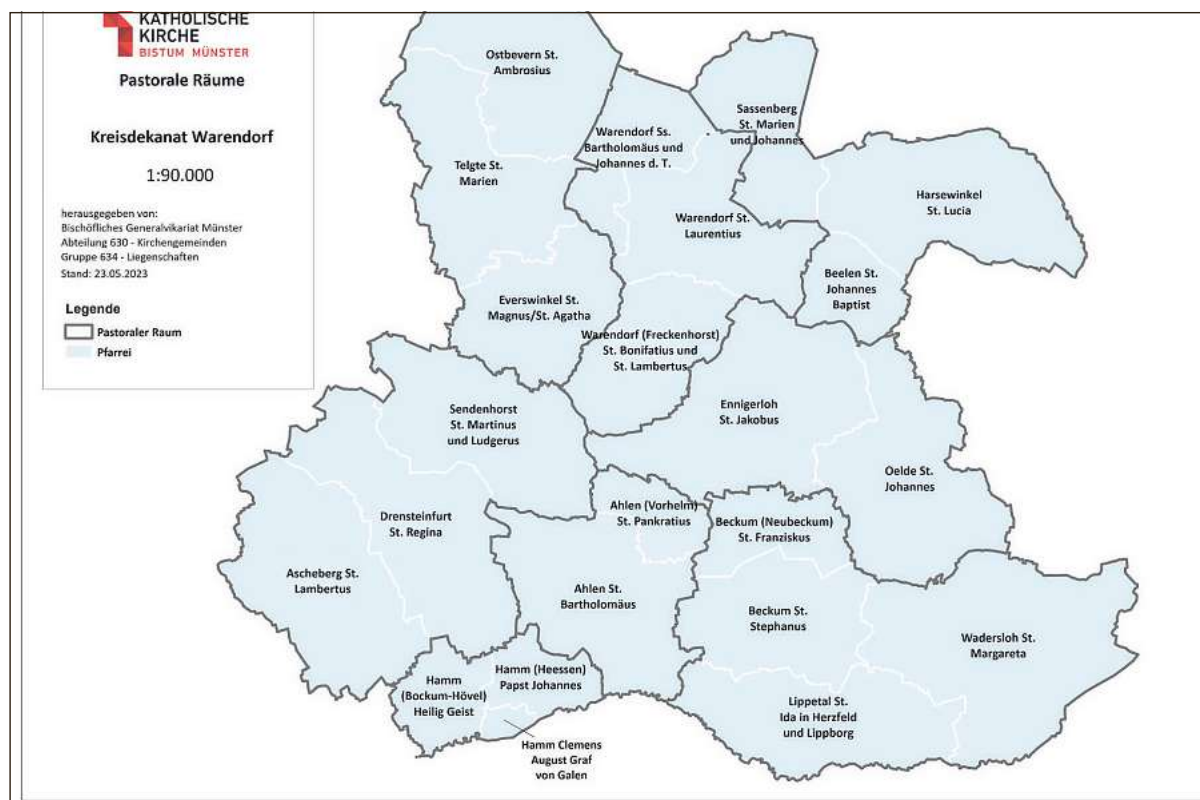 KATHOLISCHE
KIRCHE
BISTUM MÜNSTER
Pastorale Räume
Kreisdekanat Warendorf
1:90.000
herausgegeben von:
Bischöfliches Generalvikariat Münster
Abteilung 630 - Kirchengemeinden
Gruppe 634 - Liegenschaften
Stand: 23.05.2023
Legende
Pastoraler Raum
Pfarrei
Ostbevern St.
Ambrosius
Sassenberg
St. Marien
und Johannes
Warendorf Ss.
Bartholomäus und
Johannes d. T.
Telgte St.
Marien
Harsewinkel
St. Lucia
Warendorf St.
Laurentius
Beelen St.
Johannes
Baptist
Everswinkel St.
Magnus/St. Agatha
Warendorf (Freckenhorst)
St. Bonifatius und
St. Lambertus
Sendenhorst
St. Martinus
und Ludgerus
Ennigerloh
St. Jakobus
Oelde St.
Johannes
Ahlen (Vorhelm)
St. Pankratius
Drensteinfurt
St. Regina
Beckum (Neubeckum)
St. Franziskus
Ascheberg St.
Lambertus
Ahlen St.
Bartholomäus
Beckum St.
Stephanus
Wadersloh St.
Margareta
Hamm (Heessen)
Papst Johannes
Hamm
(Bockum-Hövel)
Heilig Geist
Lippetal St.
Ida in Herzfeld
und Lippborg
Hamm Clemens
August Graf
von Galen